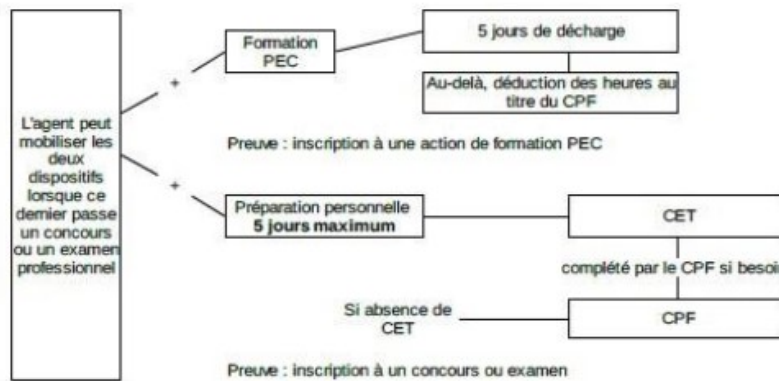 L'agent peut
mobiliser les
deux
dispositifs
lorsque ce
dernier passe
un concours
ou un examen
professionnel
+
Formation
PEC
5 jours de décharge
Au-delà, déduction des heures au
titre du CPF
Preuve : inscription à une action de formation PEC
+
Préparation personnelle
5 jours maximum
CET
complété par le CPF si besoin
Si absence de
CET
CPF
Preuve : inscription à un concours ou examen